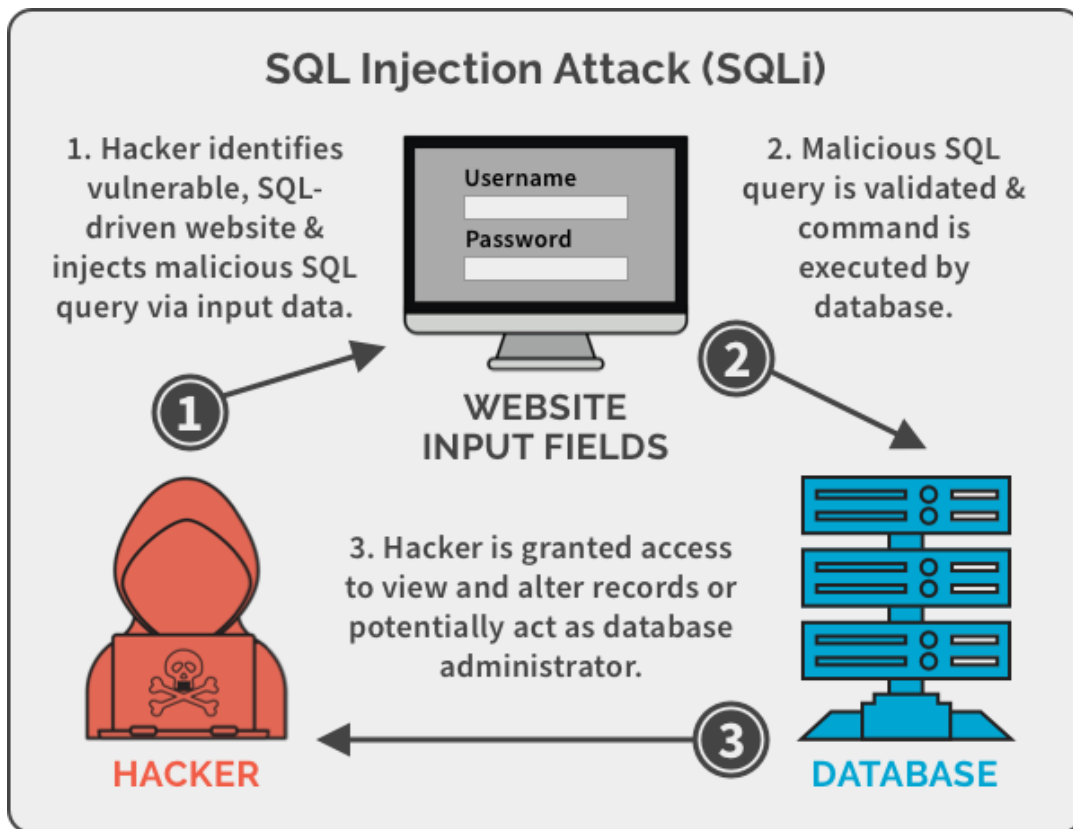 SQL Injection Attack (SQLi)
1. Hacker identifies
vulnerable, SQL-
driven website &
injects malicious SQL
query via input data.
Username
Password
2. Malicious SQL
query is validated &
command is
executed by
database.
1
2
WEBSITE
INPUT FIELDS
3. Hacker is granted access
to view and alter records or
potentially act as database
administrator.
3
HACKER
DATABASE